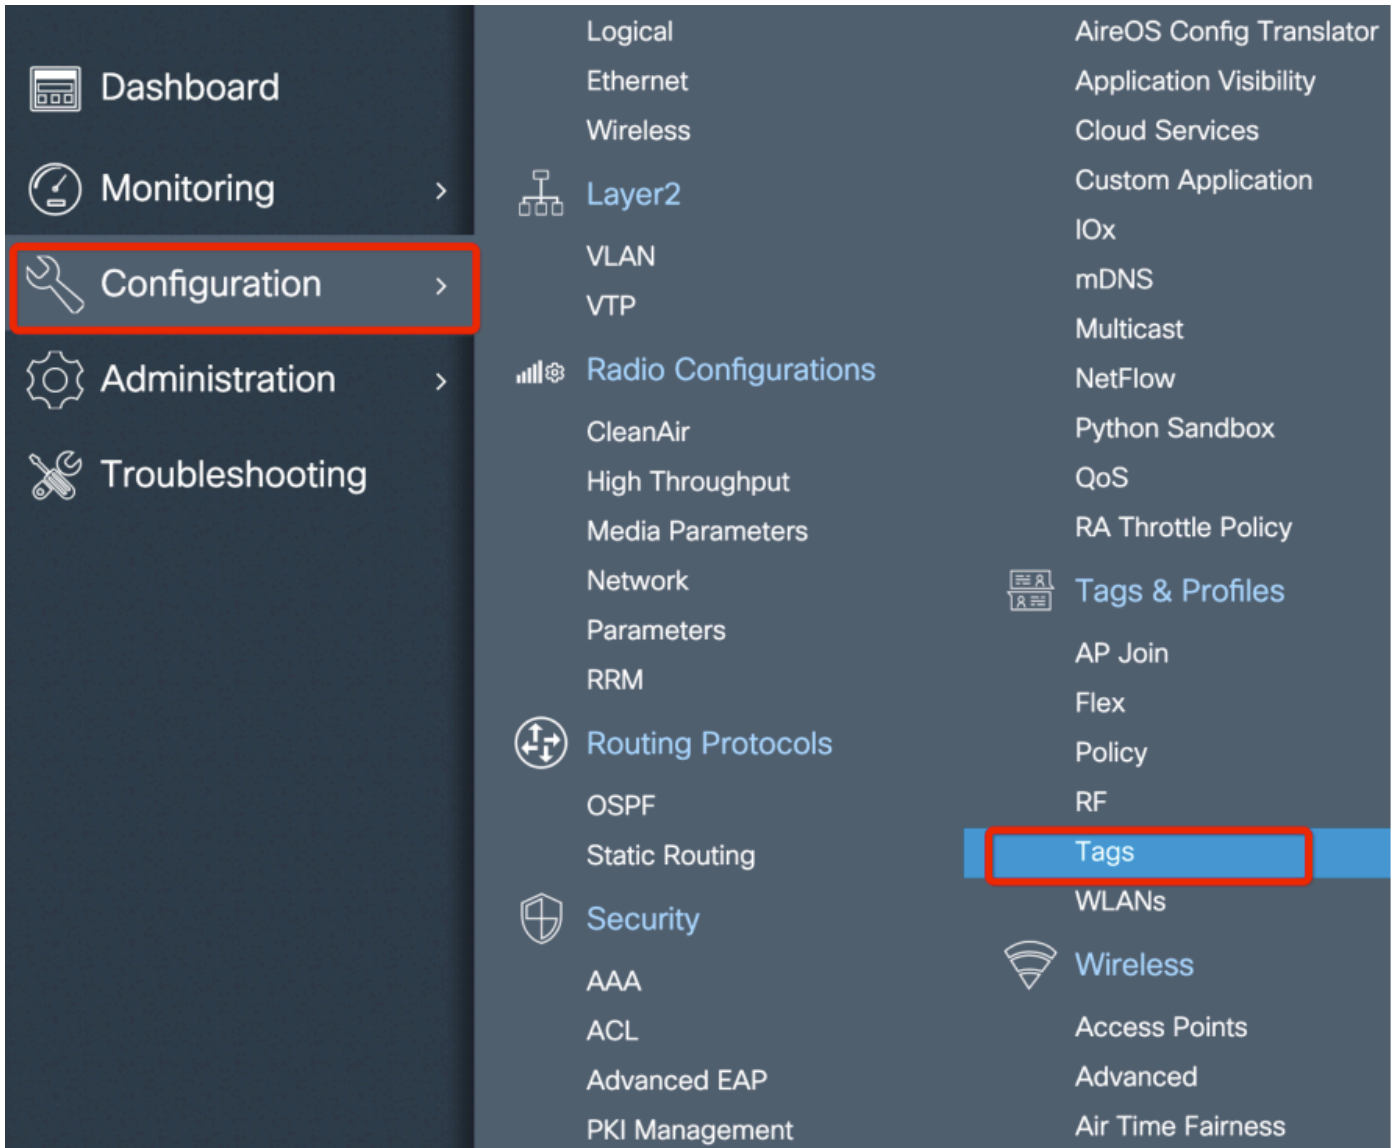 Dashboard
Monitoring
Configuration
Administration
Troubleshooting
Logical
Ethernet
Wireless
Layer2
VLAN
VTP
Radio Configurations
CleanAir
High Throughput
Media Parameters
Network
Parameters
RRM
Routing Protocols
OSPF
Static Routing
Security
AAA
ACL
Advanced EAP
PKI Management
AireOS Config Translator
Application Visibility
Cloud Services
Custom Application
IOx
mDNS
Multicast
NetFlow
Python Sandbox
QoS
RA Throttle Policy
Tags & Profiles
AP Join
Flex
Policy
RF
Tags
WLANs
Wireless
Access Points
Advanced
Air Time Fairness